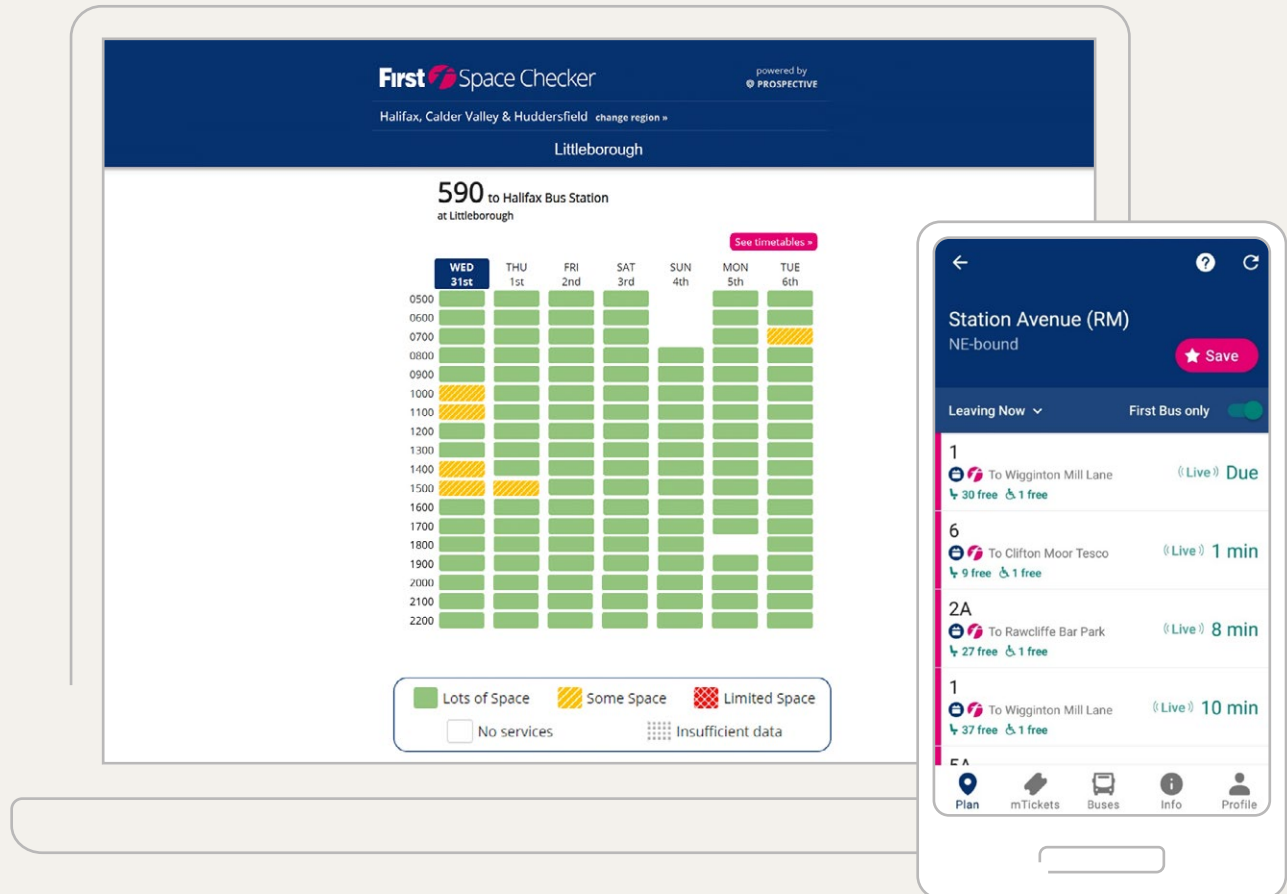 First Space Checker
powered by
PROSPECTIVE
Halifax, Calder Valley & Huddersfield change region »
Littleborough
590 to Halifax Bus Station
at Littleborough
See timetables »
WED THU FRI SAT SUN MON TUE
31st 1st 2nd 3rd 4th 5th 6th
0500
0600
0700
0800
0900
1000
1100
1200
1300
1400
1500
1600
1700
1800
1900
2000
2100
2200
Lots of Space Some Space Limited Space
No services Insufficient data
Station Avenue (RM)
NE-bound
Save
Leaving Now First Bus only
1
To Wigginton Mill Lane Live Due
30 free 1 free
6
To Clifton Moor Tesco Live 1 min
9 free 1 free
2A
To Rawcliffe Bar Park Live 8 min
27 free 1 free
1
To Wigginton Mill Lane Live 10 min
37 free 1 free
5A
Plan mTickets Buses Info Profile